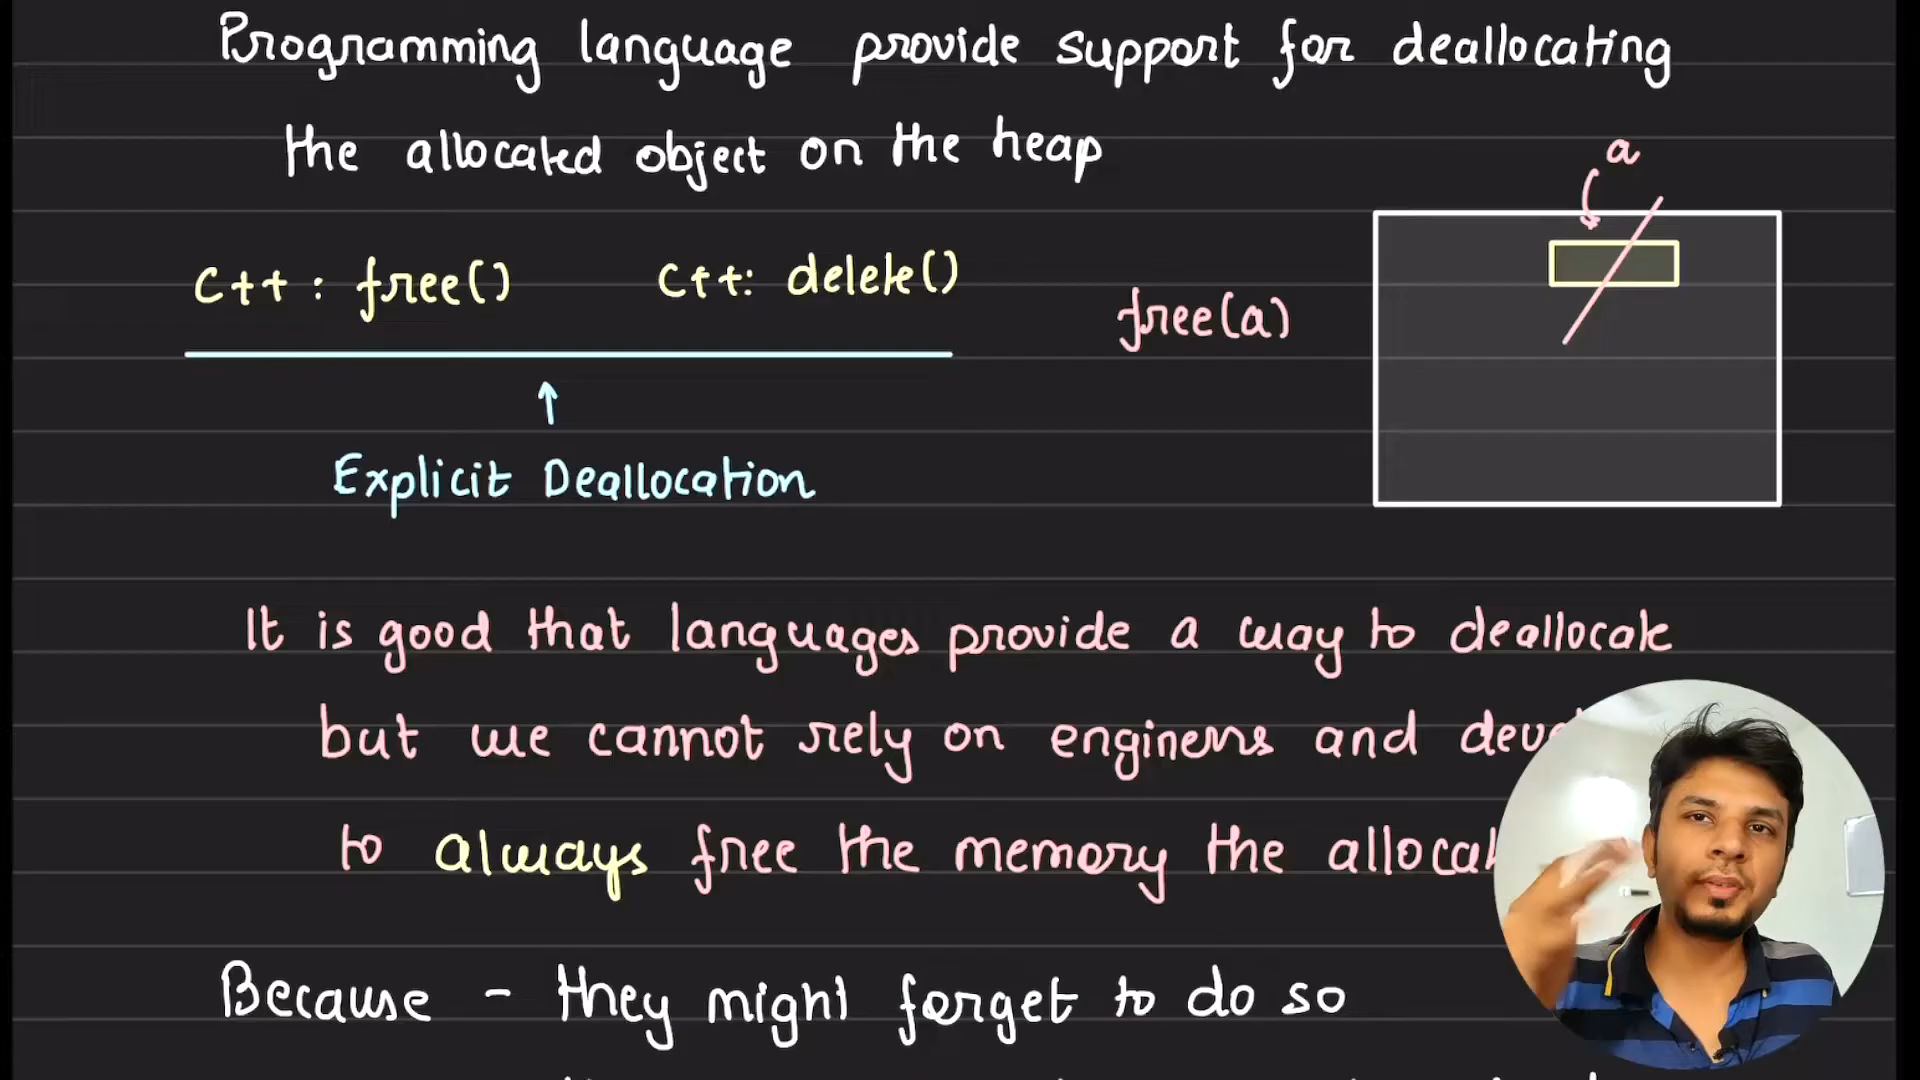 Programming language provide support for deallocating
the allocated object on the heap
a
C++ : free() C++: delete()
free(a)
Explicit Deallocation
It is good that languages provide a way to deallocate
but we cannot rely on engineers and
to always free the memory the
Because - they might forget to do so